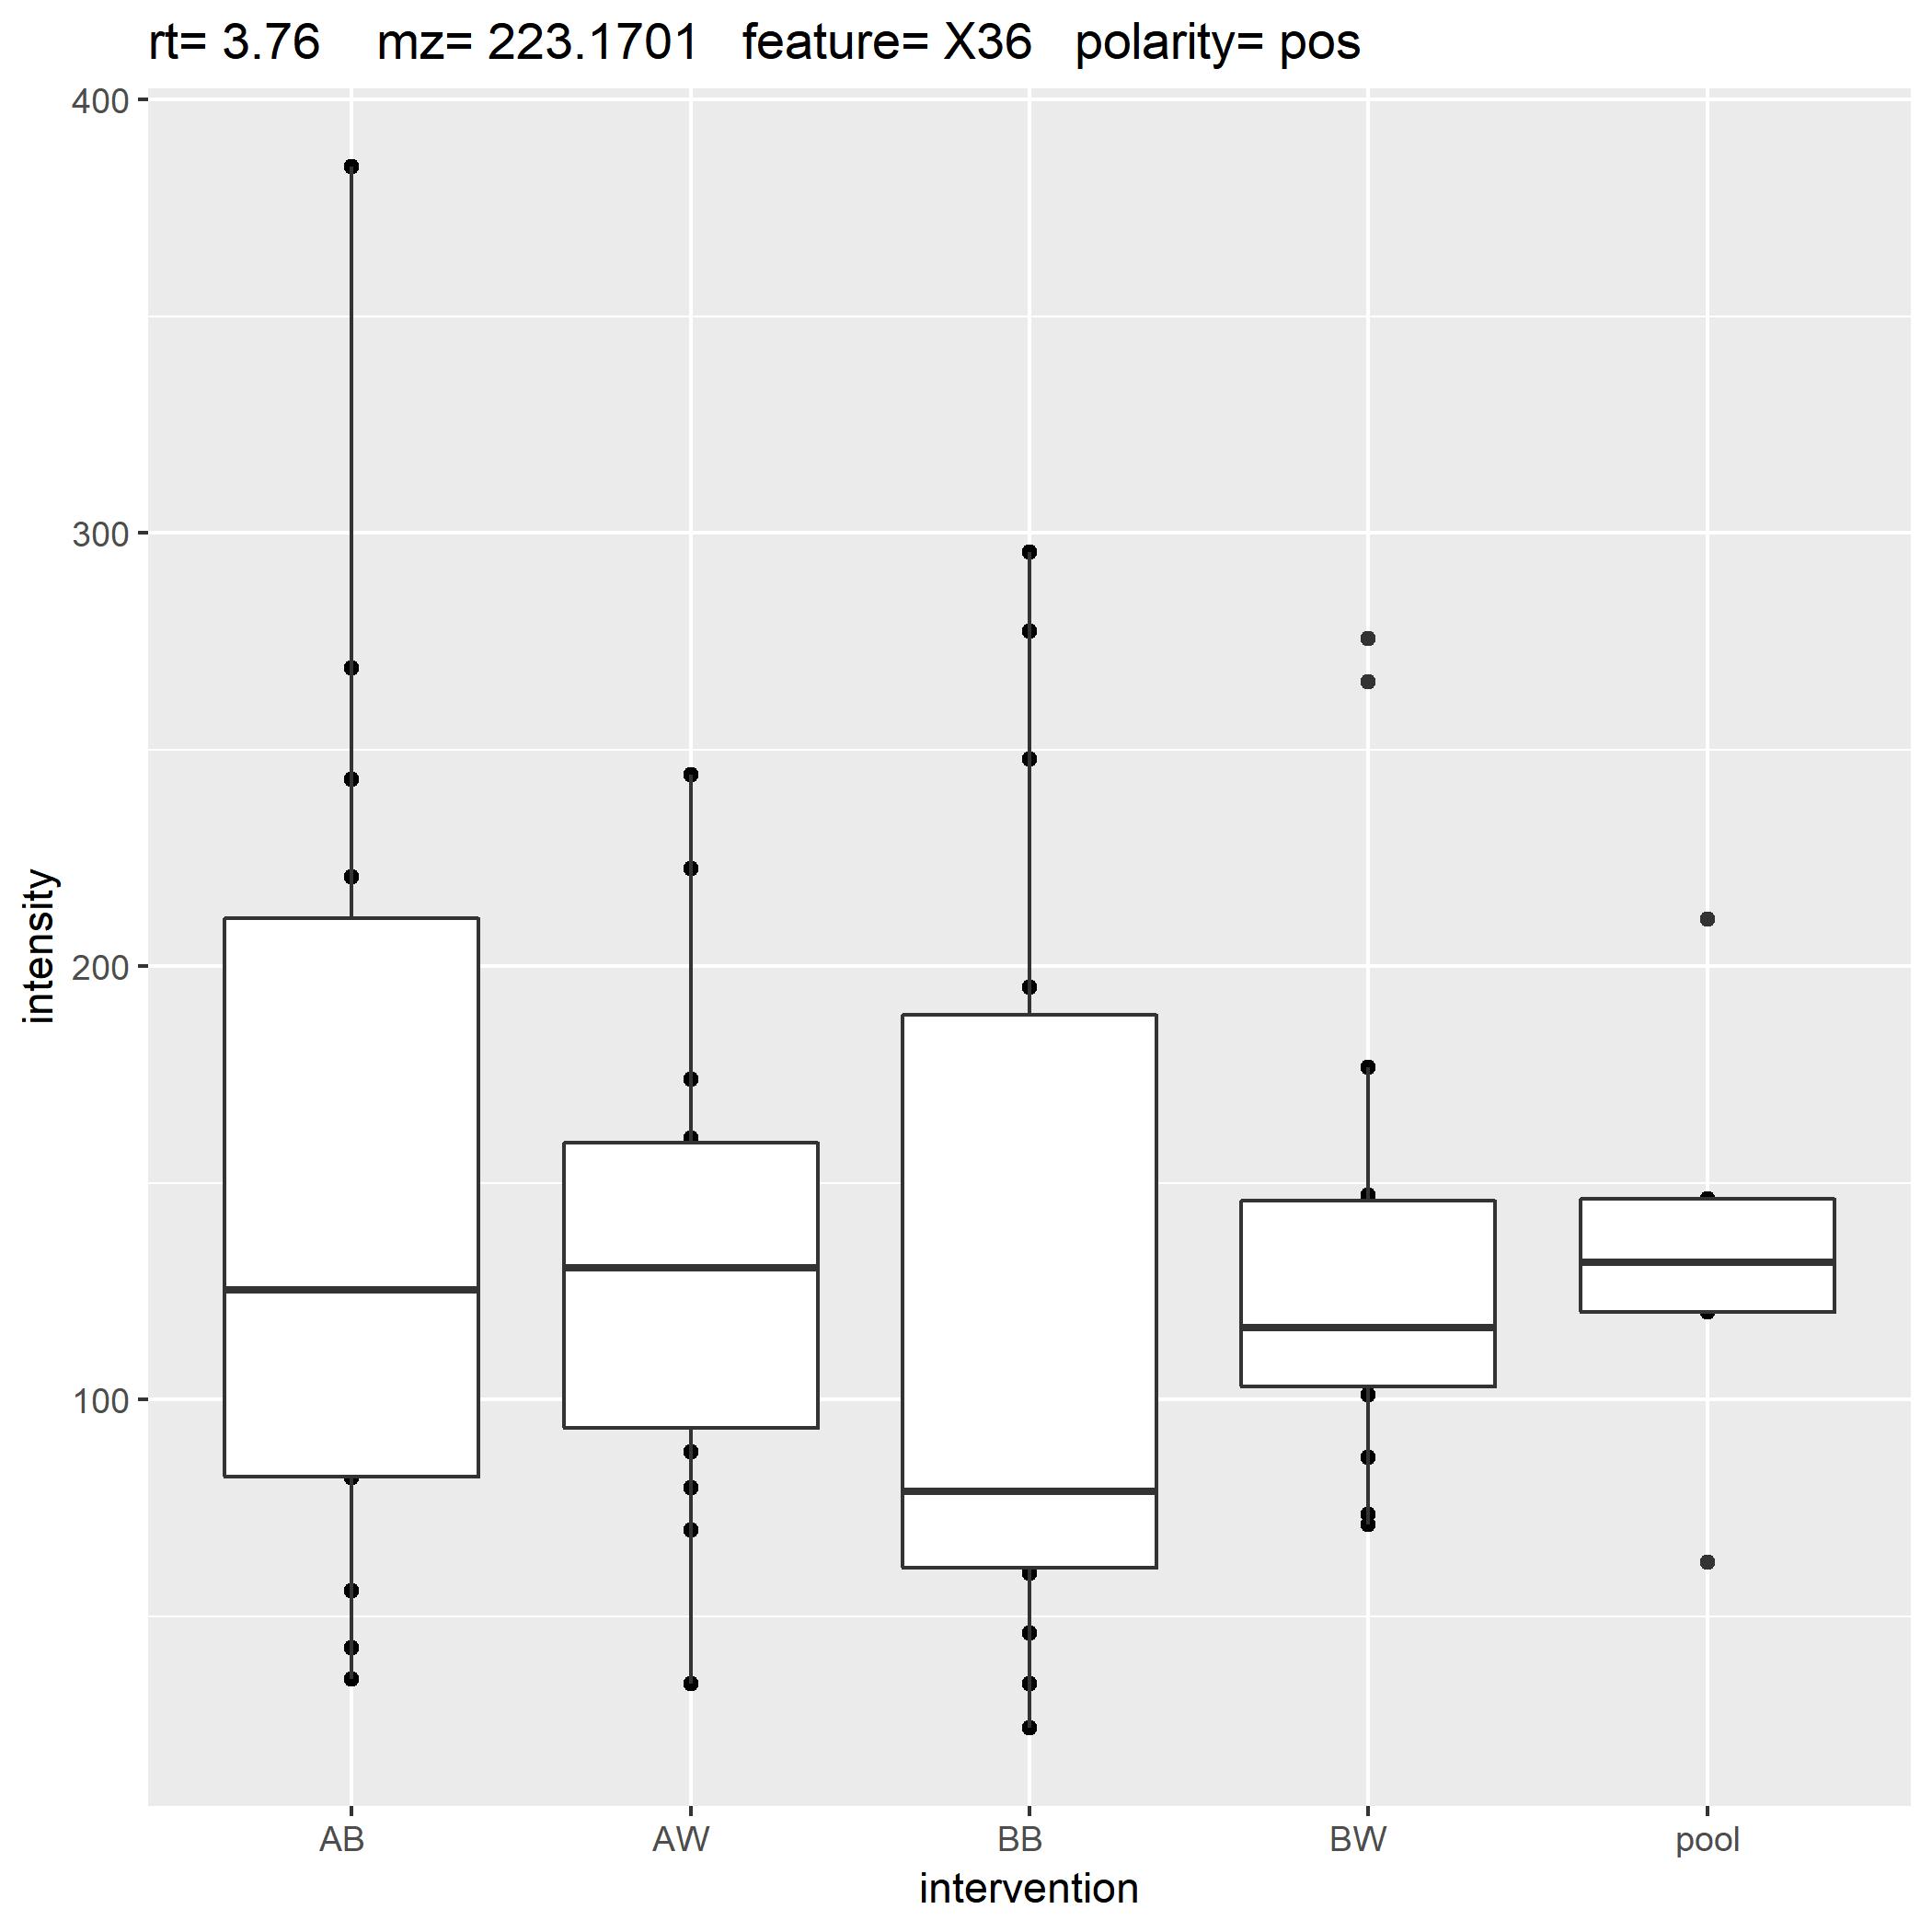 rt= 3.76    mz= 223.1701   feature= X36   polarity= pos
400
300
200
100
intensity
AB AW BB BW pool
intervention